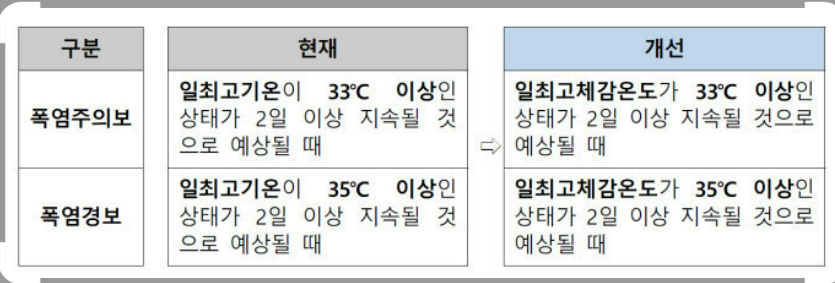 구분
현재
개선
폭염주의보
일최고기온이 33℃ 이상인
상태가 2일 이상 지속될 것
으로 예상될 때
⇨
일최고체감온도가 33℃ 이상인
상태가 2일 이상 지속될 것으로
예상될 때
폭염경보
일최고기온이 35℃ 이상인
상태가 2일 이상 지속될 것
으로 예상될 때
일최고체감온도가 35℃ 이상인
상태가 2일 이상 지속될 것으로
예상될 때